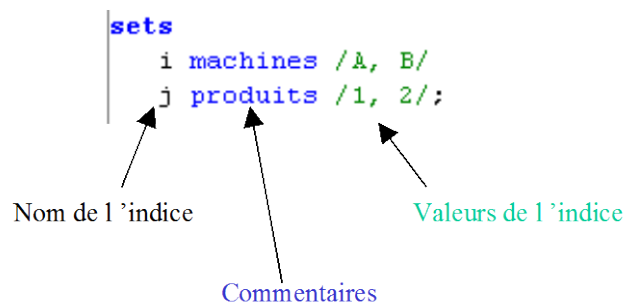 sets
i machines /A, B/
j produits /1, 2/;
Nom de l ’indice
Valeurs de l ’indice
Commentaires